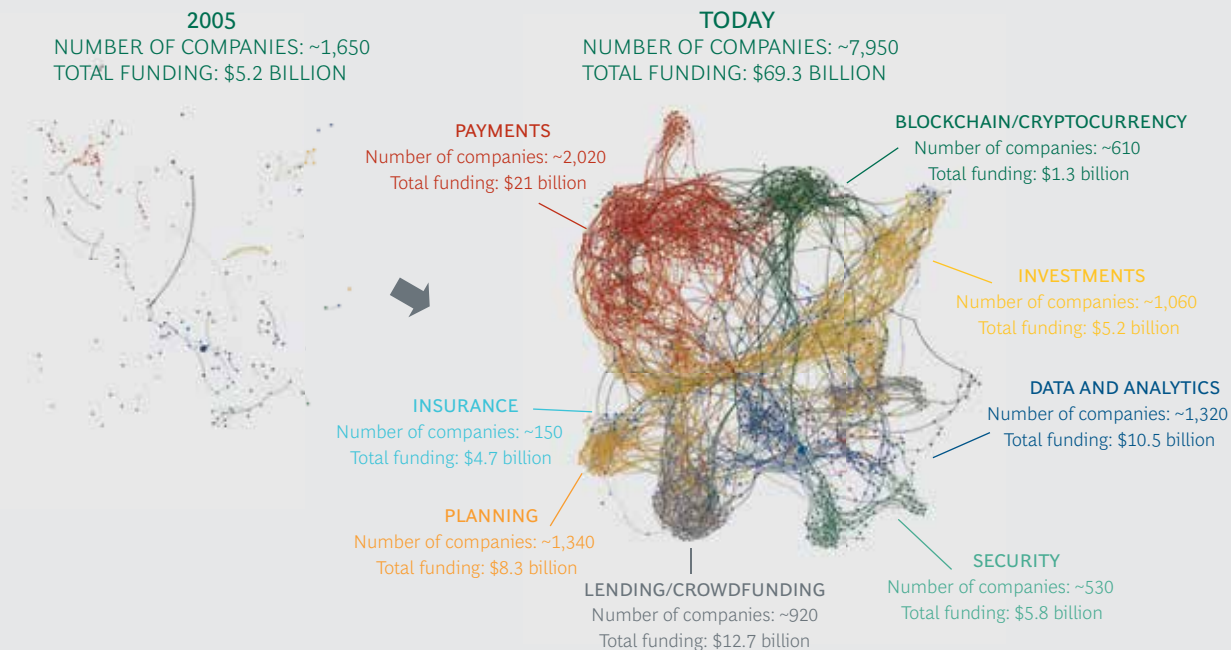 2005
NUMBER OF COMPANIES: ~1,650
TOTAL FUNDING: $5.2 BILLION
TODAY
NUMBER OF COMPANIES: ~7,950
TOTAL FUNDING: $69.3 BILLION
PAYMENTS
Number of companies: ~2,020
Total funding: $21 billion
BLOCKCHAIN/CRYPTOCURRENCY
Number of companies: ~610
Total funding: $1.3 billion
INVESTMENTS
Number of companies: ~1,060
Total funding: $5.2 billion
INSURANCE
Number of companies: ~150
Total funding: $4.7 billion
DATA AND ANALYTICS
Number of companies: ~1,320
Total funding: $10.5 billion
PLANNING
Number of companies: ~1,340
Total funding: $8.3 billion
LENDING/CROWDFUNDING
Number of companies: ~920
Total funding: $12.7 billion
SECURITY
Number of companies: ~530
Total funding: $5.8 billion